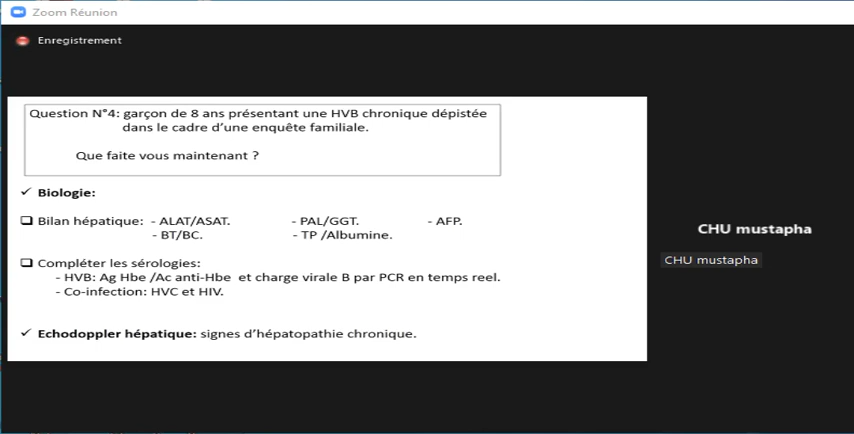 Zoom Réunion
Enregistrement
Question N°4: garçon de 8 ans présentant une HVB chronique dépistée
dans le cadre d'une enquête familiale.
Que faite vous maintenant ?
✓ Biologie:
❑ Bilan hépatique: - ALAT/ASAT. - PAL/GGT. - AFP.
- BT/BC. - TP /Albumine.
❑ Compléter les sérologies:
- HVB: Ag Hbe /Ac anti-Hbe et charge virale B par PCR en temps reel.
- Co-infection: HVC et HIV.
✓ Echodoppler hépatique: signes d'hépatopathie chronique.
CHU mustapha
CHU mustapha